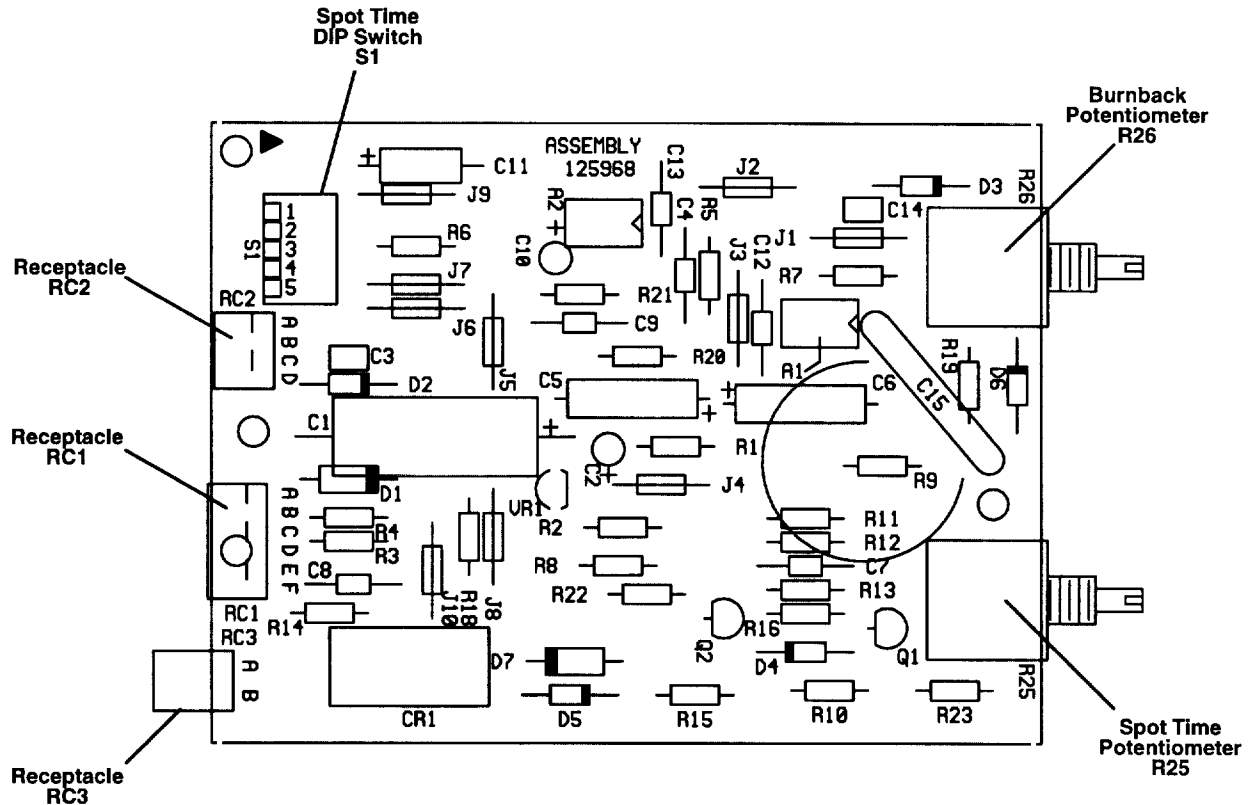 Spot Time
DIP Switch
S1
Burnback
Potentiometer
R26
ASSEMBLY
125968
C11
J9
A2
C13
J2
D3
R26
C14
1
2
3
4
5
S1
R6
J7
J6
C10
C4
R5
J3
C12
J1
R7
Receptacle
RC2
RC2
A
B
C
D
R21
C9
R20
J5
C3
D2
A1
C6
C15
R19
D6
C5
C1
R1
C2
J4
R9
Receptacle
RC1
A
B
C
D
E
F
D1
VR1
R2
R4
R3
C8
R8
R22
R11
R12
C7
R13
R16
RC1
R14
J10
R18
J8
RC3
A
B
D7
Q2
D4
Q1
R25
CR1
D5
R15
R10
R23
Spot Time
Potentiometer
R25
Receptacle
RC3